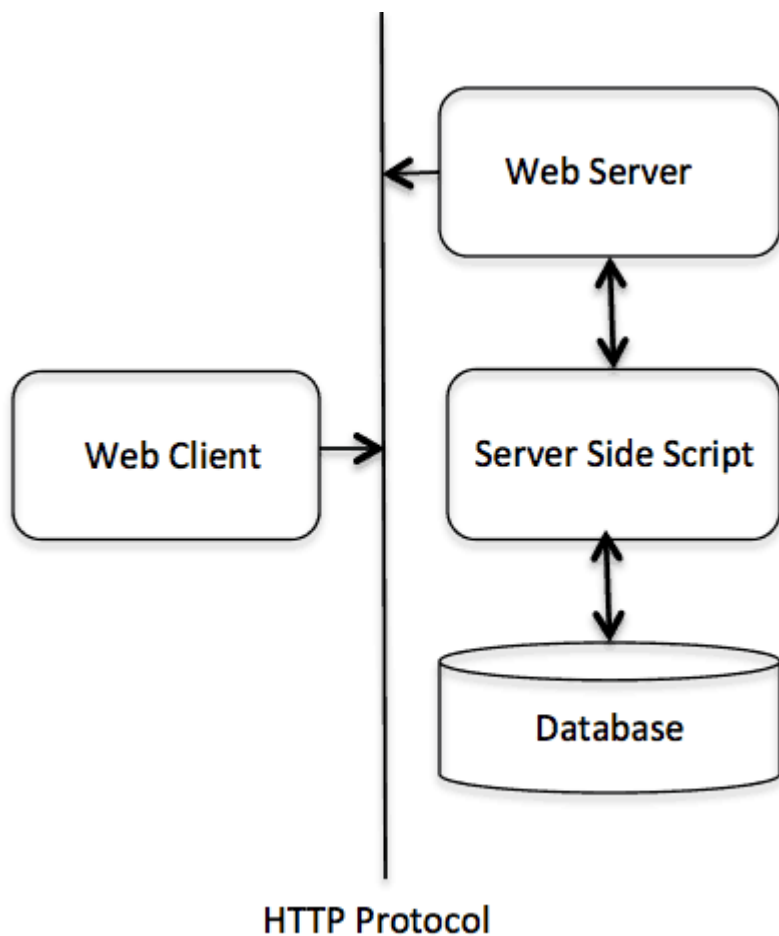 Web Server
Web Client
Server Side Script
Database
HTTP Protocol